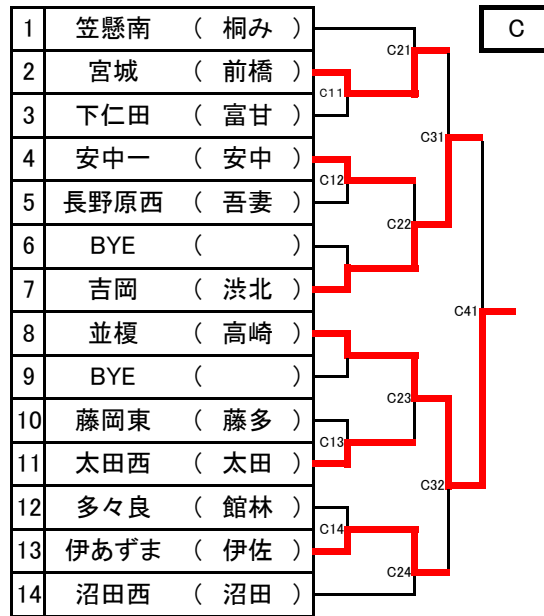 C
1 笠懸南 （ 桐み ）
2 宮城 （ 前橋 ）
3 下仁田 （ 富甘 ）
4 安中一 （ 安中 ）
5 長野原西 （ 吾妻 ）
6 BYE （ ）
7 吉岡 （ 渋北 ）
8 並榎 （ 高崎 ）
9 BYE （ ）
10 藤岡東 （ 藤多 ）
11 太田西 （ 太田 ）
12 多々良 （ 館林 ）
13 伊あずま （ 伊佐 ）
14 沼田西 （ 沼田 ）
C11
C12
C13
C14
C21
C22
C23
C24
C31
C32
C41